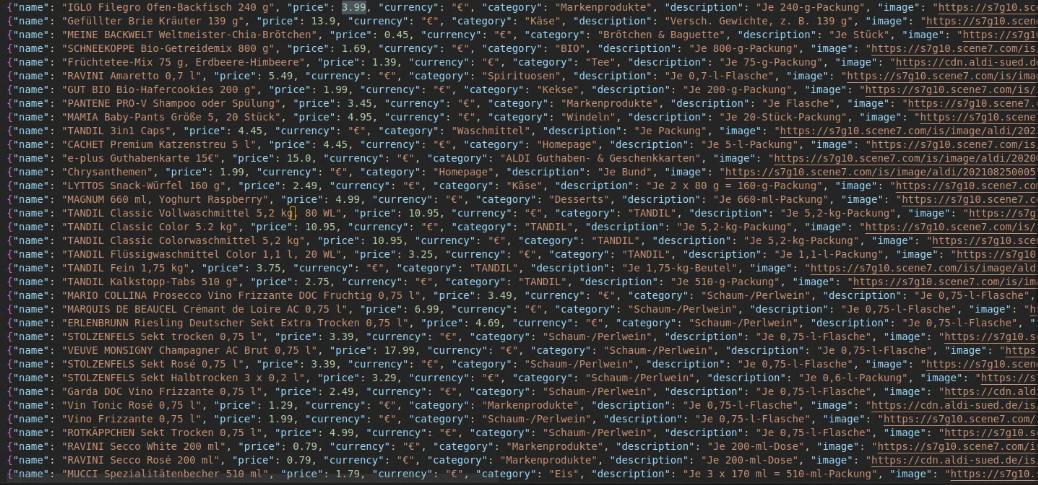 {"name": "IGLO Filegro Ofen-Backfisch 240 g", "price": 3.99, "currency": "€", "category": "Markenprodukte", "description": "Je 240-g-Packung", "image": "https://s7g10.sc
{"name": "Gefüllter Brie Kräuter 139 g", "price": 13.9, "currency": "€", "category": "Käse", "description": "Versch. Gewichte, z. B. 139 g", "image": "https://s7g10.s
{"name": "MEINE BACKWELT Weltmeister-Chia-Brötchen", "price": 0.45, "currency": "€", "category": "Brötchen & Baguette", "description": "Je Stück", "image": "https://s7g1
{"name": "SCHNEEKOPPE Bio-Getreidemix 800 g", "price": 1.69, "currency": "€", "category": "BIO", "description": "Je 800-g-Packung", "image": "https://s7g10.scene7.com/is
{"name": "Früchtetee-Mix 75 g, Erdbeere-Himbeere", "price": 1.39, "currency": "€", "category": "Tee", "description": "Je 75-g-Packung", "image": "https://cdn.aldi-sued.d
{"name": "RAVINI Amaretto 0,7 l", "price": 5.49, "currency": "€", "category": "Spirituosen", "description": "Je 0,7-l-Flasche", "image": "https://s7g10.scene7.com/is/ima
{"name": "GUT BIO Bio-Hafercookies 200 g", "price": 1.99, "currency": "€", "category": "Kekse", "description": "Je 200-g-Packung", "image": "https://s7g10.scene7.com/is/
{"name": "PANTENE PRO-V Shampoo oder Spülung", "price": 3.45, "currency": "€", "category": "Markenprodukte", "description": "Je Flasche", "image": "https://s7g10.scene7.
{"name": "MAMIA Baby-Pants Größe 5, 20 Stück", "price": 4.95, "currency": "€", "category": "Windeln", "description": "Je 20-Stück-Packung", "image": "https://s7g10.scene
{"name": "TANDIL 3in1 Caps", "price": 4.45, "currency": "€", "category": "Waschmittel", "description": "Je Packung", "image": "https://s7g10.scene7.com/is/image/aldi/202
{"name": "CACHET Premium Katzenstreu 5 l", "price": 4.45, "currency": "€", "category": "Homepage", "description": "Je 5-l-Packung", "image": "https://s7g10.scene7.com/is
{"name": "e-plus Guthabenkarte 15€", "price": 15.0, "currency": "€", "category": "ALDI Guthaben- & Geschenkkarten", "image": "https://s7g10.scene7.com/is/image/aldi/2020
{"name": "Chrysanthemen", "price": 1.99, "currency": "€", "category": "Homepage", "description": "Je Bund", "image": "https://s7g10.scene7.com/is/image/aldi/202108250005
{"name": "LYTTOS Snack-Würfel 160 g", "price": 2.49, "currency": "€", "category": "Käse", "description": "Je 2 x 80 g = 160-g-Packung", "image": "https://s7g10.scene7.co
{"name": "MAGNUM 660 ml, Yoghurt Raspberry", "price": 4.99, "currency": "€", "category": "Desserts", "description": "Je 660-ml-Packung", "image": "https://s7g10.scene7.c
{"name": "TANDIL Classic Vollwaschmittel 5,2 kg, 80 WL", "price": 10.95, "currency": "€", "category": "TANDIL", "description": "Je 5,2-kg-Packung", "image": "https://s7g
{"name": "TANDIL Classic Color 5.2 kg", "price": 10.95, "currency": "€", "category": "TANDIL", "description": "Je 5,2-kg-Packung", "image": "https://s7g10.scene7.com/is/
{"name": "TANDIL Classic Colorwaschmittel 5,2 kg", "price": 10.95, "currency": "€", "category": "TANDIL", "description": "Je 5,2-kg-Packung", "image": "https://s7g10.sce
{"name": "TANDIL Flüssigwaschmittel Color 1,1 l, 20 WL", "price": 3.25, "currency": "€", "category": "TANDIL", "description": "Je 1,1-l-Packung", "image": "https://s7g10
{"name": "TANDIL Fein 1,75 kg", "price": 3.75, "currency": "€", "category": "TANDIL", "description": "Je 1,75-kg-Beutel", "image": "https://s7g10.scene7.com/is/image/ald
{"name": "TANDIL Kalkstopp-Tabs 510 g", "price": 2.75, "currency": "€", "category": "TANDIL", "description": "Je 510-g-Packung", "image": "https://s7g10.scene7.com/is/im
{"name": "MARIO COLLINA Prosecco Vino Frizzante DOC Fruchtig 0,75 l", "price": 3.49, "currency": "€", "category": "Schaum-/Perlwein", "description": "Je 0,75-l-Flasche",
{"name": "MARQUIS DE BEAUCEL Crémant de Loire AC 0,75 l", "price": 6.99, "currency": "€", "category": "Schaum-/Perlwein", "description": "Je 0,75-l-Flasche", "image": "h
{"name": "ERLENBRUNN Riesling Deutscher Sekt Extra Trocken 0,75 l", "price": 4.69, "currency": "€", "category": "Schaum-/Perlwein", "description": "Je 0,75-l-Flasche",
{"name": "STOLZENFELS Sekt trocken 0,75 l", "price": 3.39, "currency": "€", "category": "Schaum-/Perlwein", "description": "Je 0,75-l-Flasche", "image": "https://s7g10.s
{"name": "VEUVE MONSIGNY Champagner AC Brut 0,75 l", "price": 17.99, "currency": "€", "category": "Schaum-/Perlwein", "description": "Je 0,75-l-Flasche", "image": "https
{"name": "STOLZENFELS Sekt Rosé 0,75 l", "price": 3.39, "currency": "€", "category": "Schaum-/Perlwein", "description": "Je 0,75-l-Flasche", "image": "https://s7g10.scen
{"name": "STOLZENFELS Sekt Halbtrocken 3 x 0,2 l", "price": 3.29, "currency": "€", "category": "Schaum-/Perlwein", "description": "Je 0,6-l-Packung", "image": "https://s
{"name": "Garda DOC Vino Frizzante 0,75 l", "price": 2.49, "currency": "€", "category": "Schaum-/Perlwein", "description": "Je 0,75-l-Flasche", "image": "https://cdn.ald
{"name": "Vin Tonic Rosé 0,75 l", "price": 1.29, "currency": "€", "category": "Markenprodukte", "description": "Je 0,75-l-Flasche", "image": "https://cdn.aldi-sued.de/is
{"name": "Vino Frizzante 0,75 l", "price": 1.99, "currency": "€", "category": "Schaum-/Perlwein", "description": "Je 0,75-l-Flasche", "image": "https://s7g10.scene7.com/
{"name": "ROTKÄPPCHEN Sekt Trocken 0,75 l", "price": 4.99, "currency": "€", "category": "Schaum-/Perlwein", "description": "Je 0,75-l-Flasche", "image": "https://s7g10.s
{"name": "RAVINI Secco White 200 ml", "price": 0.79, "currency": "€", "category": "Markenprodukte", "description": "Je 200-ml-Dose", "image": "https://s7g10.scene7.com/i
{"name": "RAVINI Secco Rosé 200 ml", "price": 0.79, "currency": "€", "category": "Markenprodukte", "description": "Je 200-ml-Dose", "image": "https://cdn.aldi-sued.de/is
{"name": "MUCCI Spezialitätenbecher 510 ml", "price": 1.79, "currency": "€", "category": "Eis", "description": "Je 3 x 170 ml = 510-ml-Packung", "image": "https://s7g10.